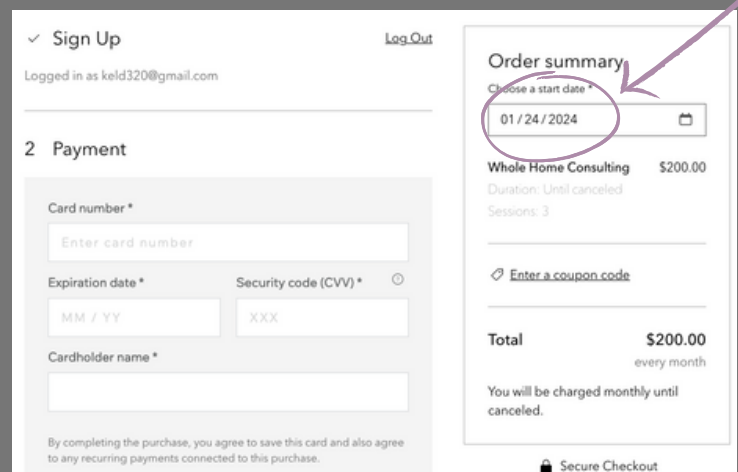 Sign Up
Log Out
Logged in as keld320@gmail.com
2 Payment
Card number *
Enter card number
Expiration date *
Security code (CVV) *
MM / YY
XXX
Cardholder name *
By completing the purchase, you agree to save this card and also agree
to any recurring payments connected to this purchase.
Order summary
Choose a start date *
01 / 24 / 2024
Whole Home Consulting $200.00
Duration: Until canceled
Sessions: 3
Enter a coupon code
Total $200.00
every month
You will be charged monthly until
canceled.
Secure Checkout